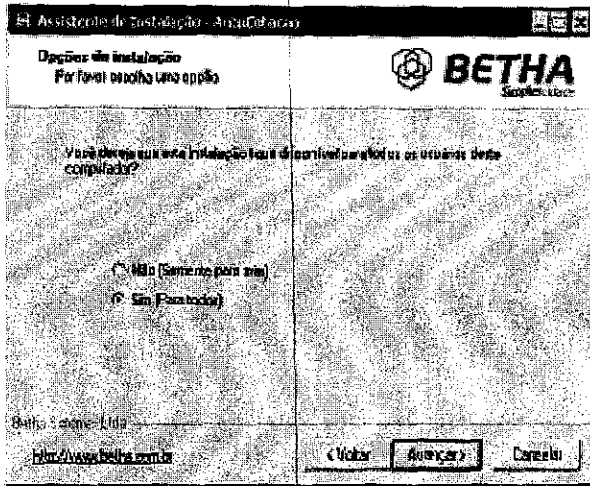 Assistente de Instalação - AutoCotacao
Opções de instalação
Por favor escolha uma opção
BETHA
Você deseja que esta instalação fique disponível para todos os usuários deste
computador?
Não (Somente para mim)
Sim (Para todos)
Betha Sistemas Ltda
http://www.betha.com.br
< Voltar
Avançar >
Cancelar